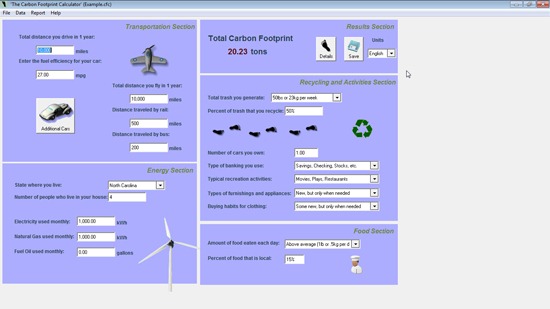 'The Carbon Footprint Calculator' (Example.cfc)
File Data Report Help
Transportation Section
Total distance you drive in 1 year:
miles
Enter the fuel efficiency for your car:
27.00 mpg
Additional Cars
Total distance you fly in 1 year:
10,000 miles
Distance traveled by rail:
500 miles
Distance traveled by bus:
200 miles
Energy Section
State where you live: North Carolina
Number of people who live in your house: 4
Electricity used monthly: 1,000.00 kWh
Natural Gas used monthly: 1,000.00 kWh
Fuel Oil used monthly: 0.00 gallons
Results Section
Total Carbon Footprint
20.23 tons
Details
Save
Units
English
Recycling and Activities Section
Total trash you generate: 50lbs or 23kg per week
Percent of trash that you recycle: 50%
Number of cars you own: 1.00
Type of banking you use: Savings, Checking, Stocks, etc.
Typical recreation activities: Movies, Plays, Restaurants
Types of furnishings and appliances: New, but only when needed
Buying habits for clothing: Some new, but only when needed
Food Section
Amount of food eaten each day: Above average (1lb or .5kg per d
Percent of food that is local: 15%